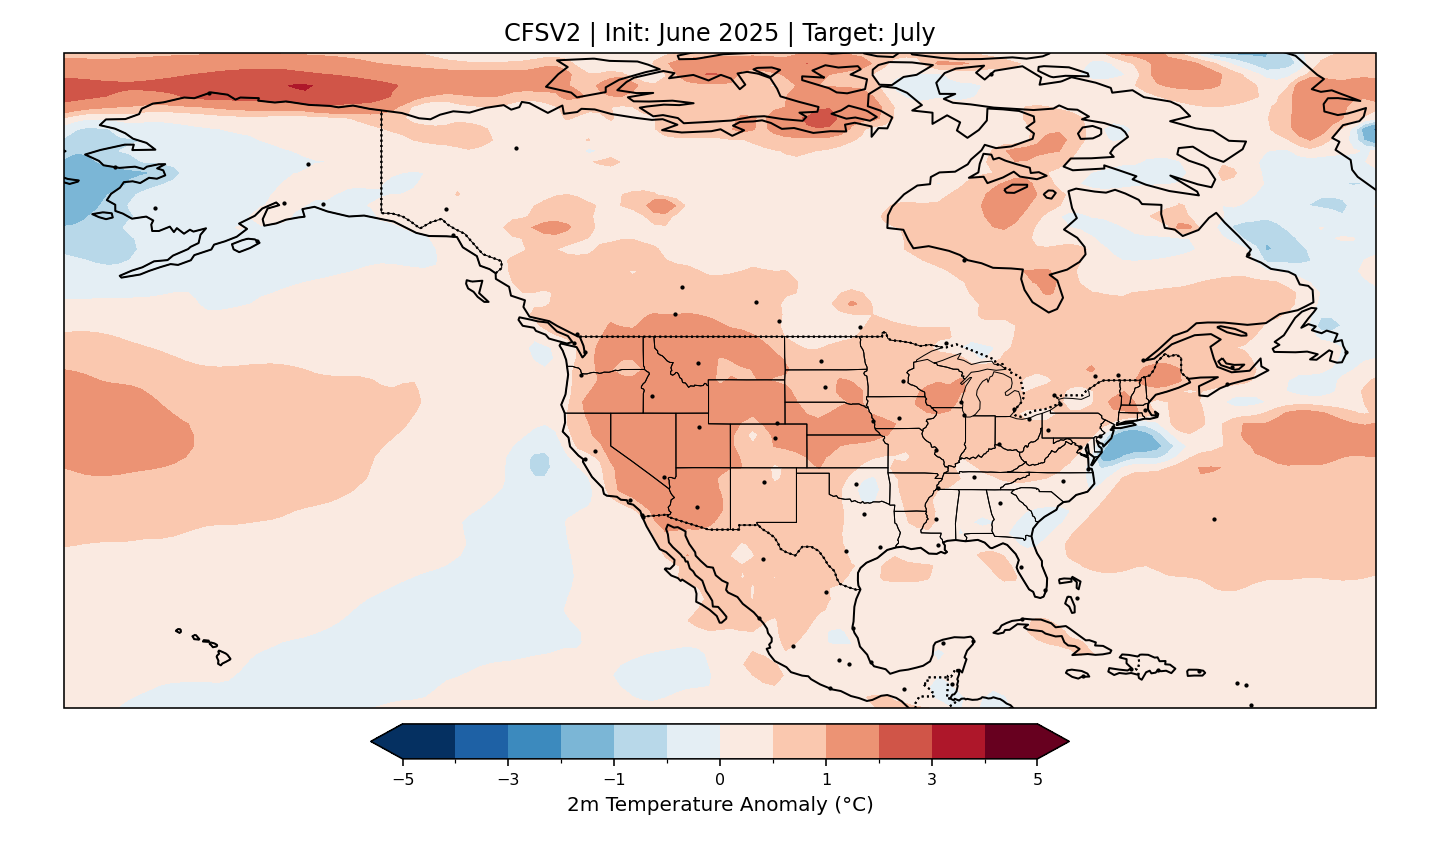 CFSV2 | Init: June 2025 | Target: July
−5 −3 −1 0 1 3 5
2m Temperature Anomaly (°C)